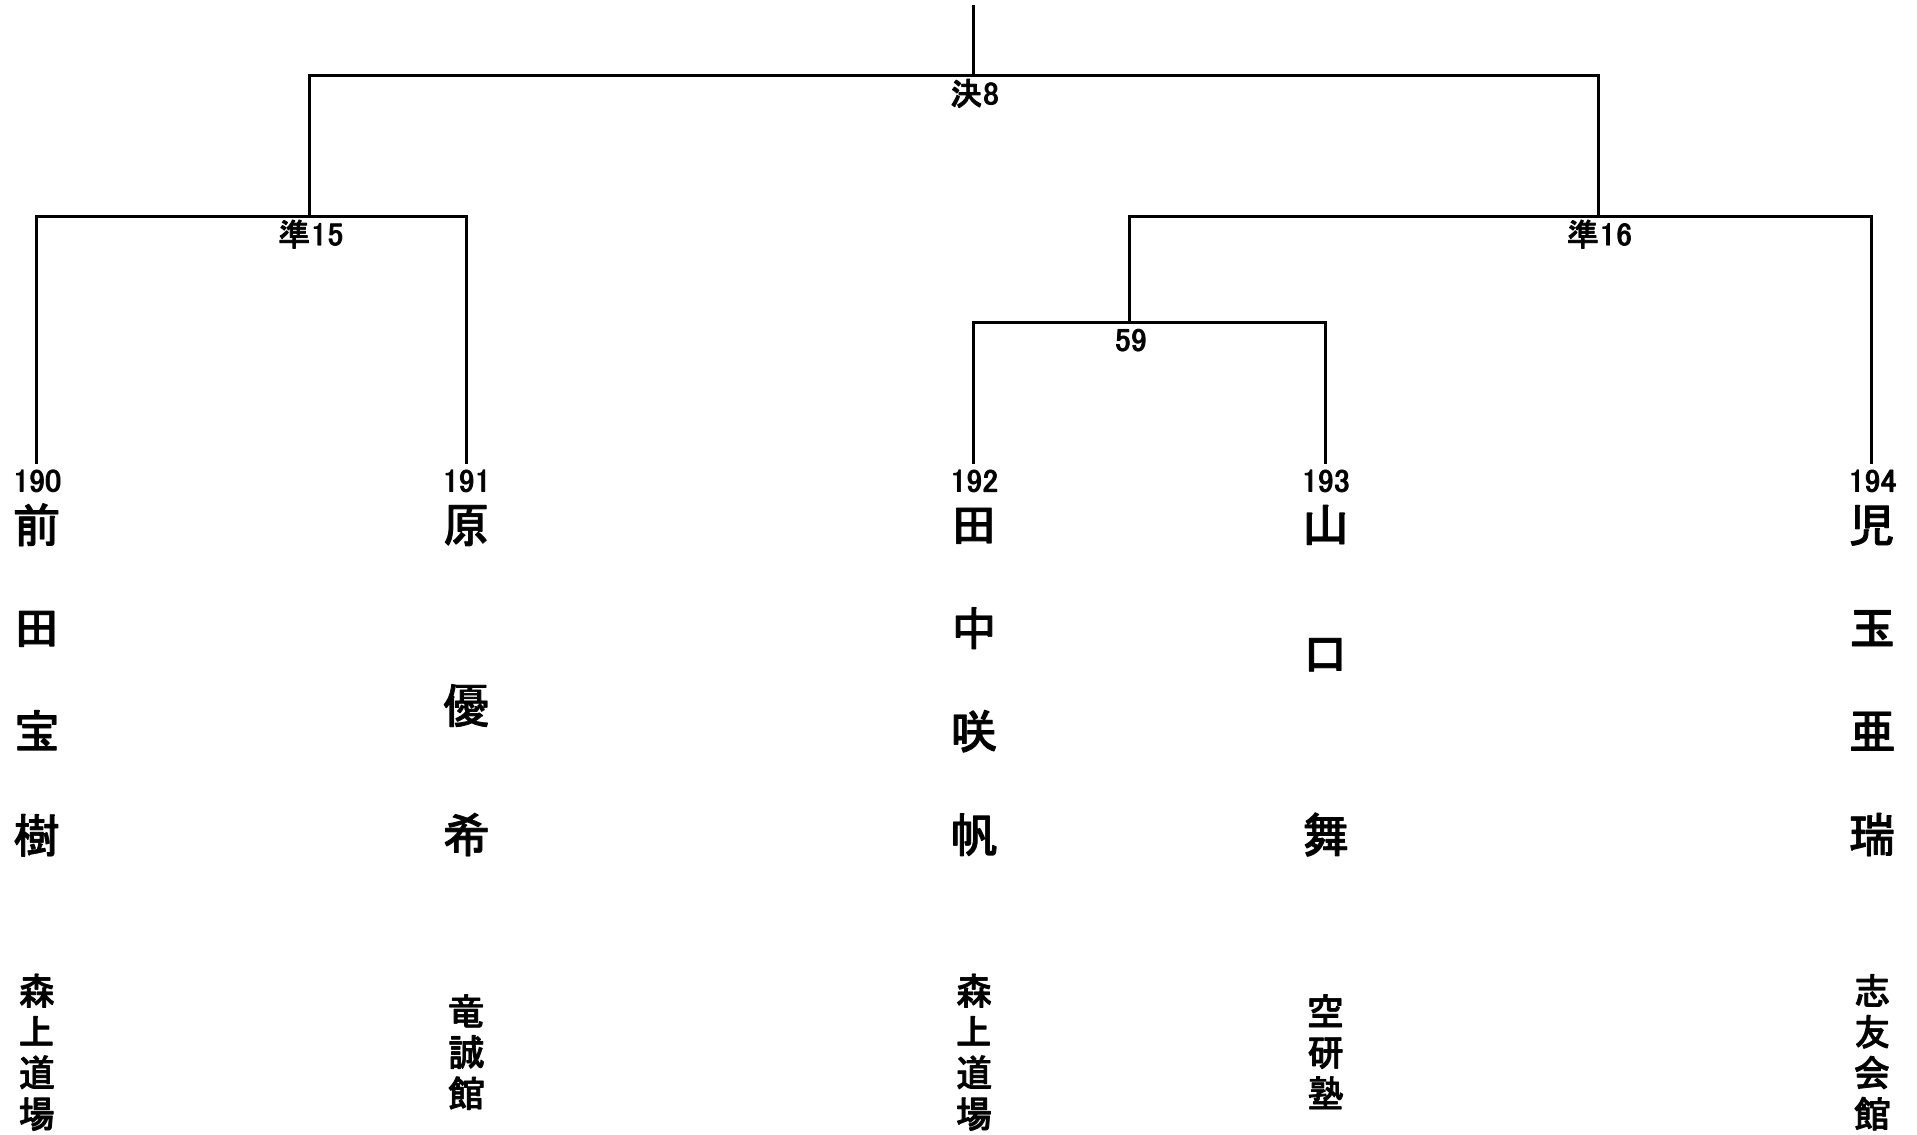 決8
準15
準16
59
190
前田宝樹
森上道場
191
原優希
竜誠館
192
田中咲帆
森上道場
193
山口舞
空研塾
194
児玉亜瑞
志友会館